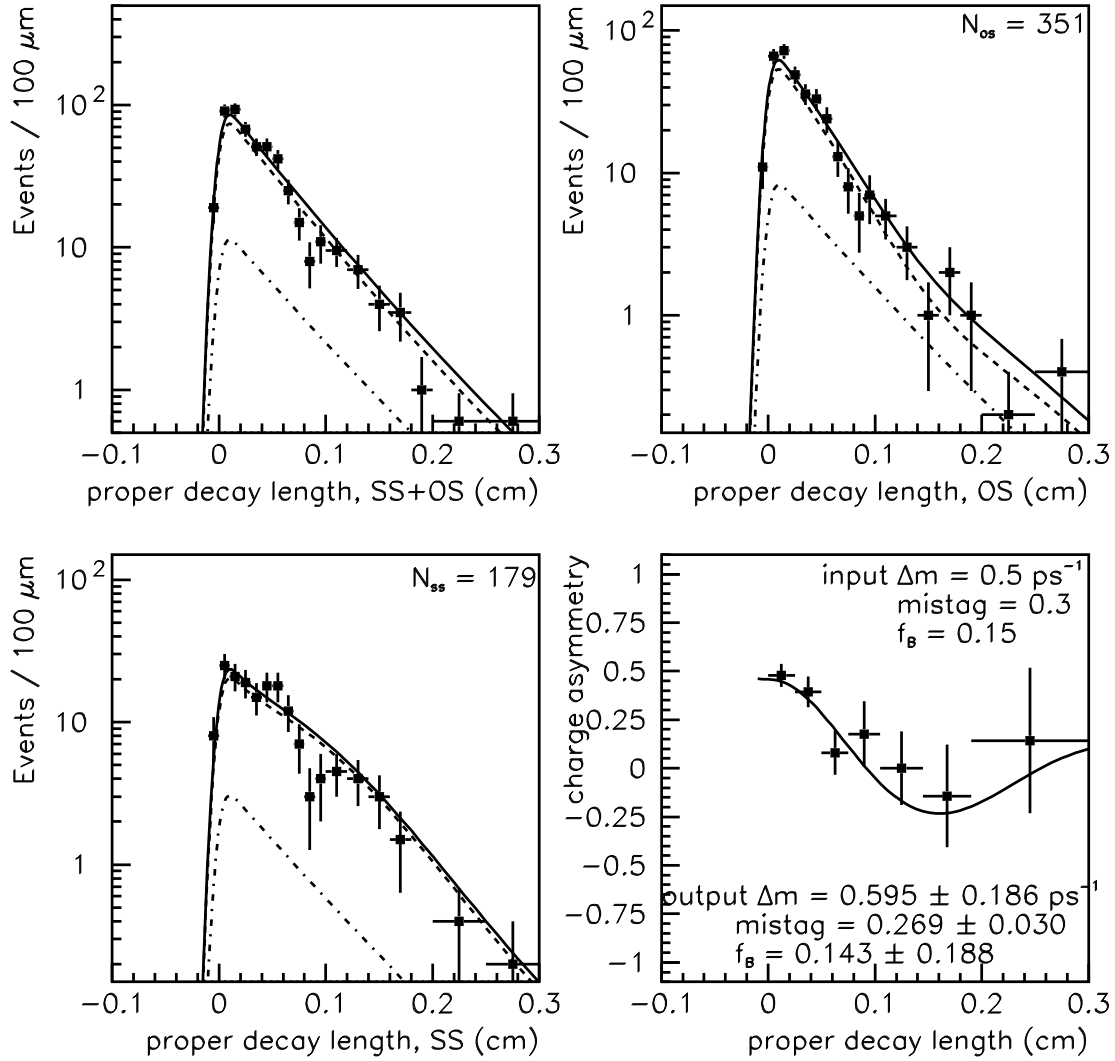 Events / 100 μm
10²
10
1
−0.1
0
0.1
0.2
0.3
proper decay length, SS+OS (cm)
Events / 100 μm
N_os = 351
10²
10
1
−0.1
0
0.1
0.2
0.3
proper decay length, OS (cm)
Events / 100 μm
N_ss = 179
10²
10
1
−0.1
0
0.1
0.2
0.3
proper decay length, SS (cm)
charge asymmetry
input Δm = 0.5 ps⁻¹
mistag = 0.3
f_B = 0.15
1
0.75
0.5
0.25
0
−0.25
−0.5
−0.75
−1
output Δm = 0.595 ± 0.186 ps⁻¹
mistag = 0.269 ± 0.030
f_B = 0.143 ± 0.188
−0.1
0
0.1
0.2
0.3
proper decay length (cm)